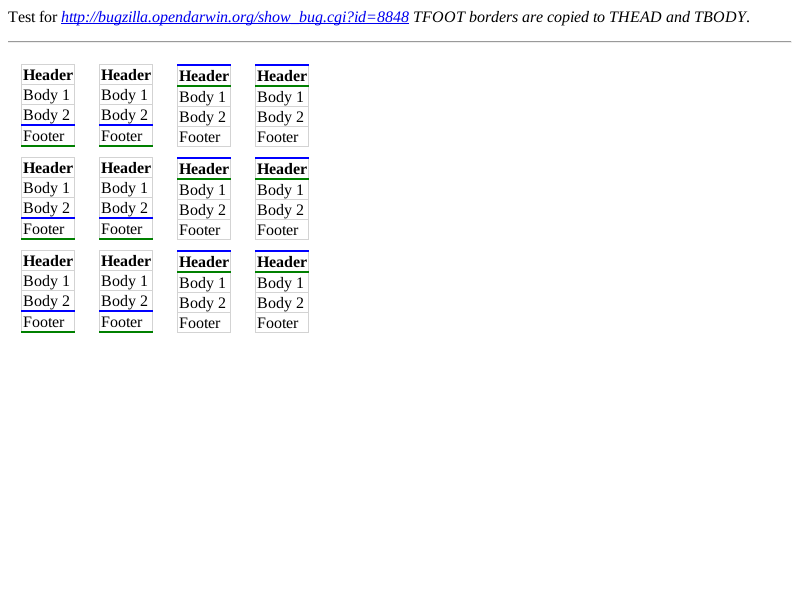 Test for http://bugzilla.opendarwin.org/show_bug.cgi?id=8848 TFOOT borders are copied to THEAD and TBODY.
Header Header Header Header
Body 1 Body 1 Body 1 Body 1
Body 2 Body 2 Body 2 Body 2
Footer Footer Footer Footer
Header Header Header Header
Body 1 Body 1 Body 1 Body 1
Body 2 Body 2 Body 2 Body 2
Footer Footer Footer Footer
Header Header Header Header
Body 1 Body 1 Body 1 Body 1
Body 2 Body 2 Body 2 Body 2
Footer Footer Footer Footer